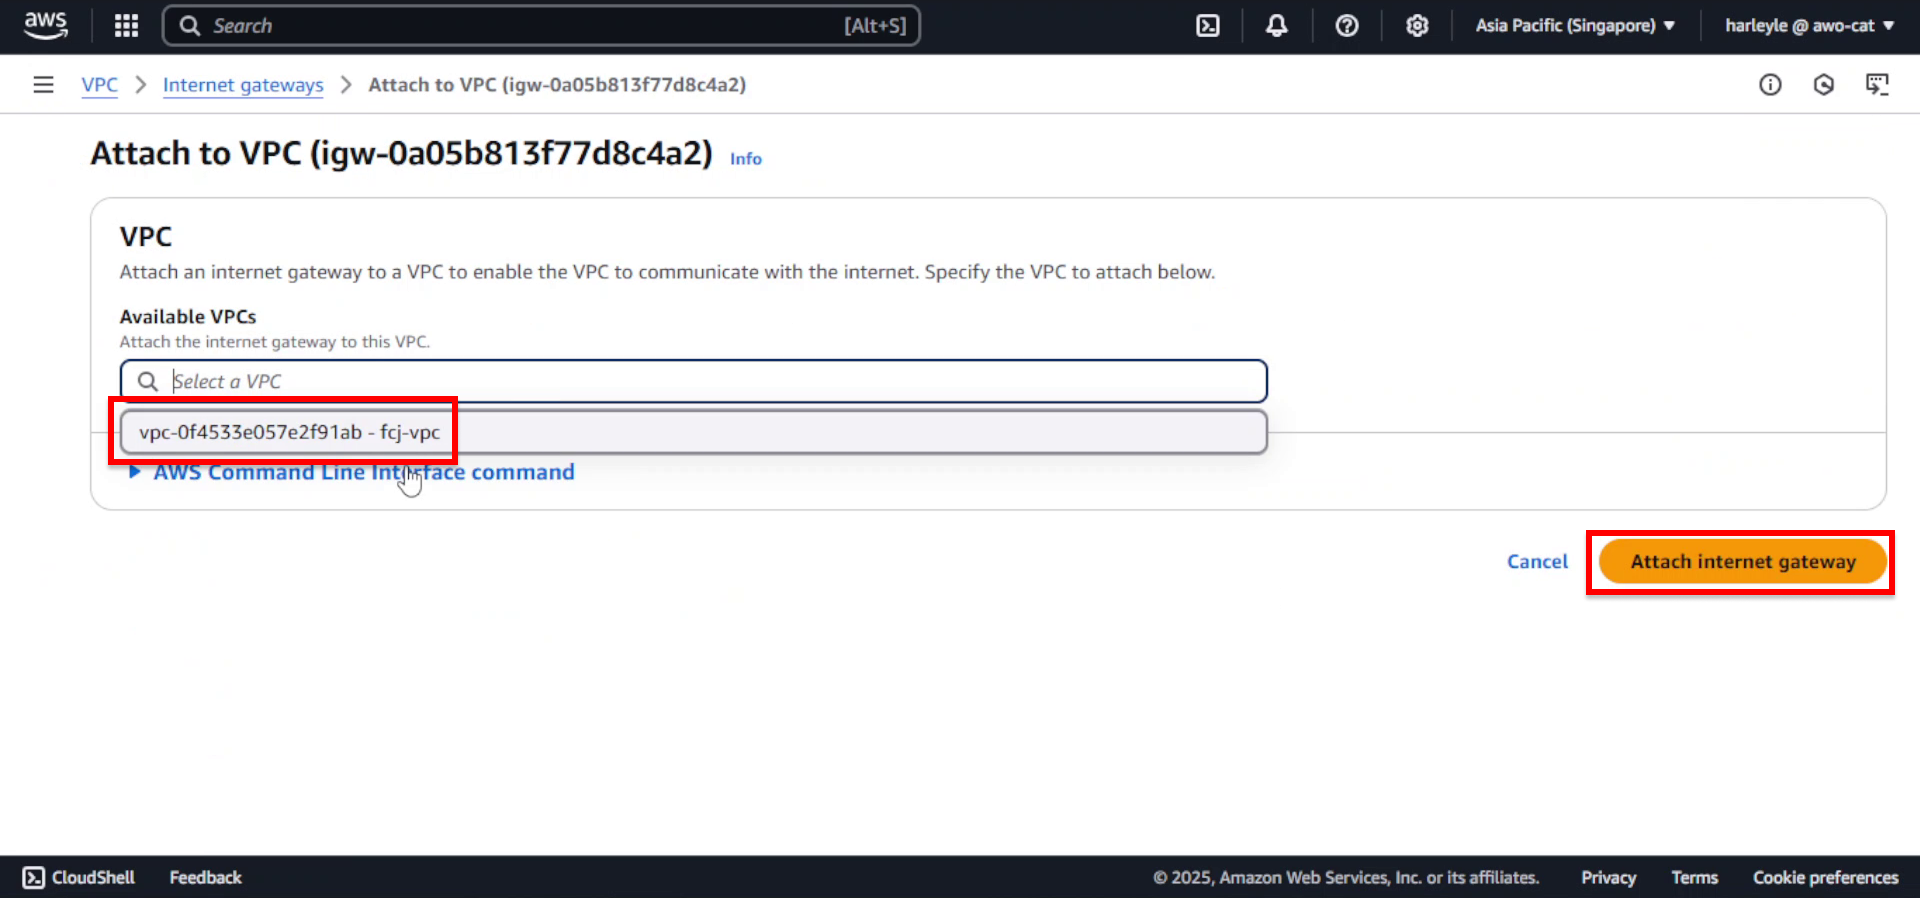 aws
Search [Alt+S]
Asia Pacific (Singapore)
harleyle @ awo-cat
VPC > Internet gateways > Attach to VPC (igw-0a05b813f77d8c4a2)
Attach to VPC (igw-0a05b813f77d8c4a2) Info
VPC
Attach an internet gateway to a VPC to enable the VPC to communicate with the internet. Specify the VPC to attach below.
Available VPCs
Attach the internet gateway to this VPC.
Select a VPC
vpc-0f4533e057e2f91ab - fcj-vpc
AWS Command Line Interface command
Cancel
Attach internet gateway
CloudShell
Feedback
© 2025, Amazon Web Services, Inc. or its affiliates.
Privacy
Terms
Cookie preferences